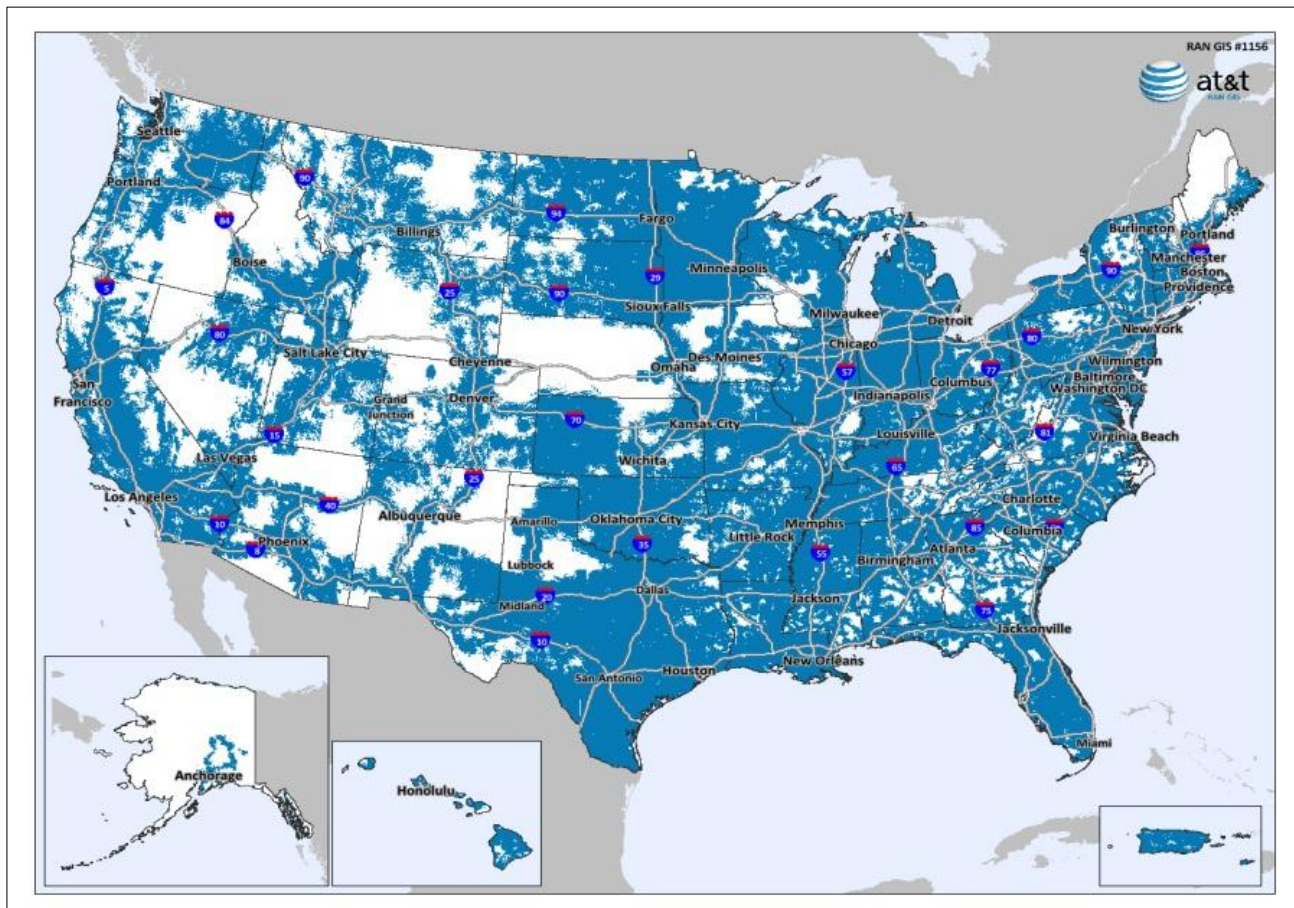 RAN GIS #1156
at&t
RAN GIS
Seattle
Portland
90
84
Boise
Billings
94
Fargo
Minneapolis
Burlington
Portland
Manchester
Boston
Providence
90
5
25
90
29
Sioux Falls
Milwaukee
Detroit
New York
80
Salt Lake City
Cheyenne
Omaha
Des Moines
Chicago
80
Wilmington
San
Francisco
Grand
Junction
Denver
57
77
Columbus
Baltimore
Washington DC
Indianapolis
70
Kansas City
Louisville
81
Virginia Beach
15
Las Vegas
Wichita
65
Los Angeles
40
25
Albuquerque
Amarillo
Oklahoma City
Memphis
Little Rock
Charlotte
Columbia
10
8
Phoenix
35
55
85
Atlanta
Birmingham
Lubbock
Dallas
Jackson
20
Midland
75
Jacksonville
10
San Antonio
Houston
New Orleans
Miami
Anchorage
Honolulu